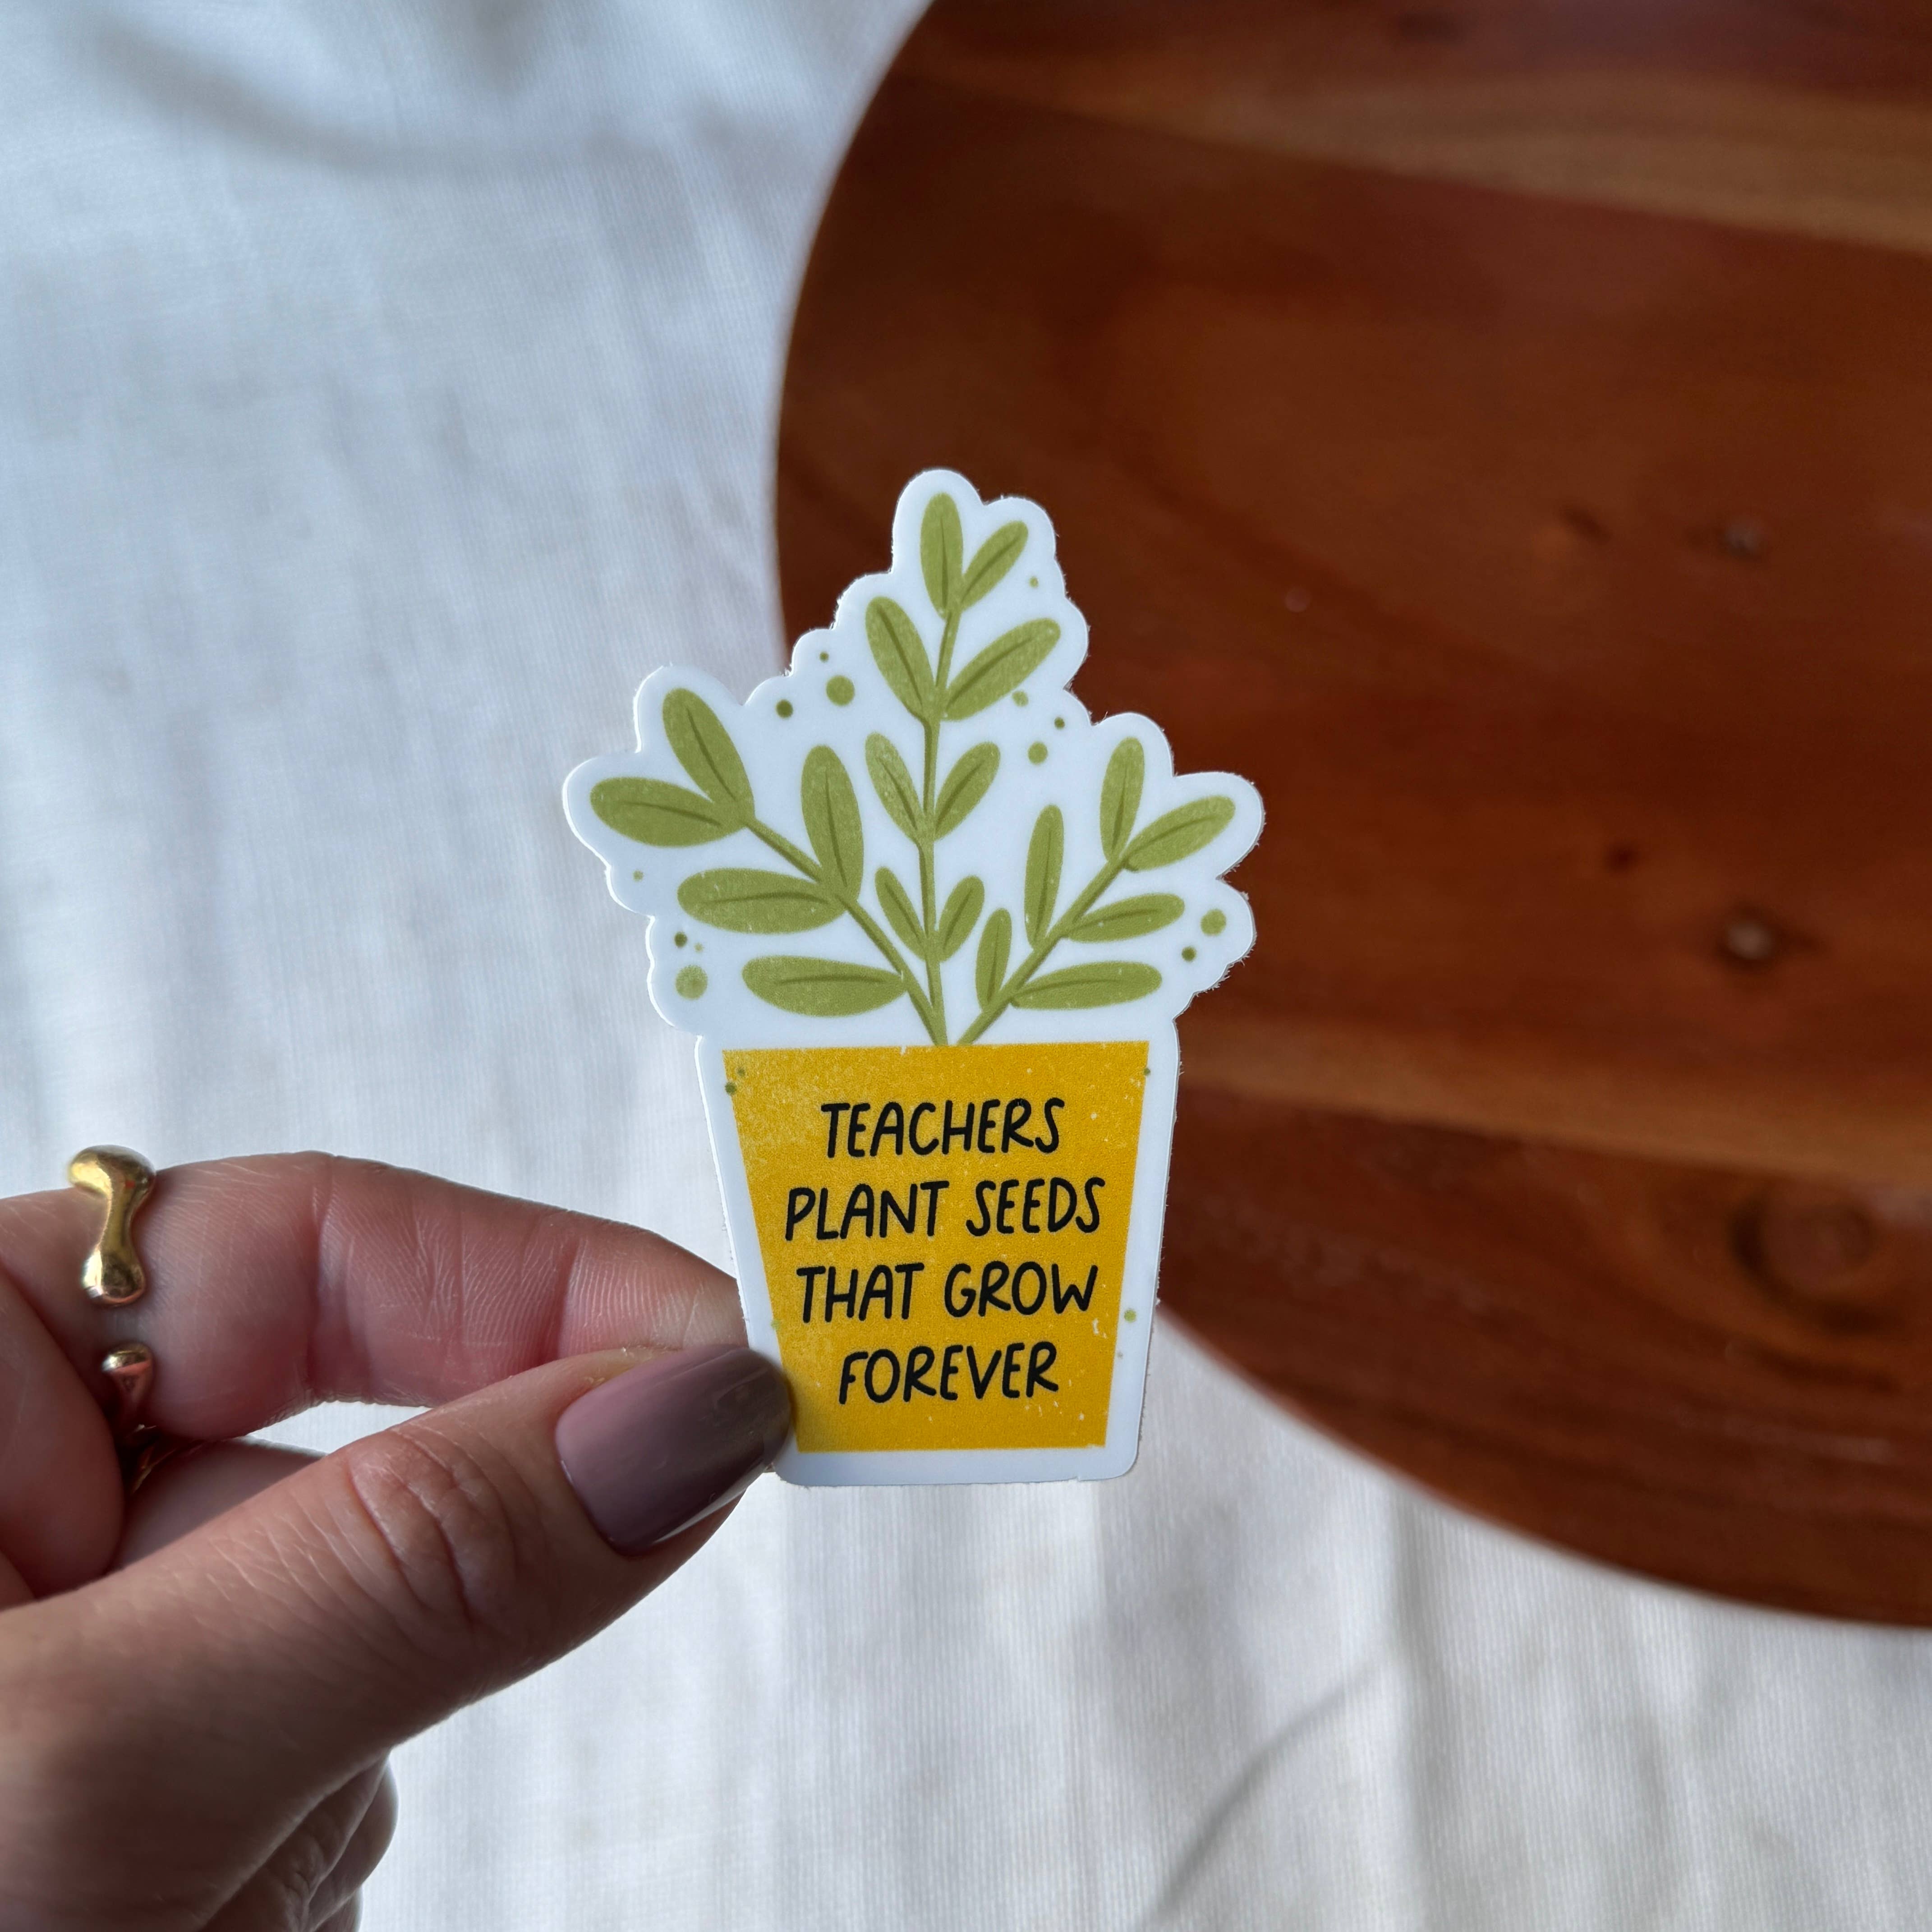 TEACHERS
PLANT SEEDS
THAT GROW
FOREVER